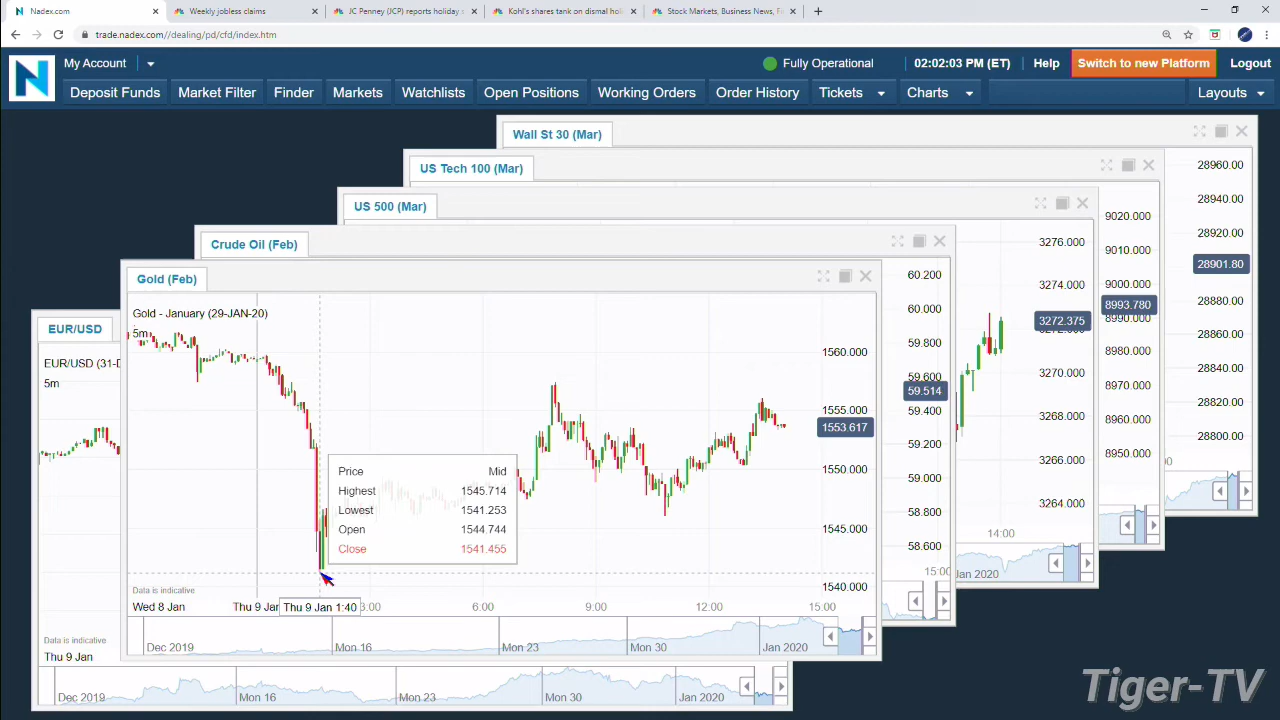 Nadex.com
Weekly jobless claims
JC Penney (JCP) reports holiday s
Kohl's shares tank on dismal holi
Stock Markets, Business News, Fi
trade.nadex.com//dealing/pd/cfd/index.htm
My Account
Fully Operational
02:02:03 PM (ET)
Help
Switch to new Platform
Logout
Deposit Funds
Market Filter
Finder
Markets
Watchlists
Open Positions
Working Orders
Order History
Tickets
Charts
Layouts
Wall St 30 (Mar)
28960.00
28940.00
28920.00
28901.80
28880.00
28860.00
28840.00
28820.00
28800.00
US Tech 100 (Mar)
9020.000
9010.000
9000.000
8993.780
8990.000
8980.000
8970.000
8960.000
8950.000
US 500 (Mar)
3276.000
3274.000
3272.375
3270.000
3268.000
3266.000
3264.000
14:00
Jan 2020
Crude Oil (Feb)
60.200
60.000
59.800
59.600
59.514
59.400
59.200
59.000
58.800
58.600
15:00
Gold (Feb)
Gold - January (29-JAN-20)
5m
1560.000
1555.000
1553.617
1550.000
1545.000
1540.000
Price Mid
Highest 1545.714
Lowest 1541.253
Open 1544.744
Close 1541.455
Data is indicative
Wed 8 Jan
Thu 9 Jan
Thu 9 Jan 1:40
3:00
6:00
9:00
12:00
15:00
Dec 2019
Mon 16
Mon 23
Mon 30
Jan 2020
EUR/USD
EUR/USD (31-D
5m
Data is indicative
Thu 9 Jan
Dec 2019
Mon 16
Mon 23
Mon 30
Jan 2020
Tiger-TV